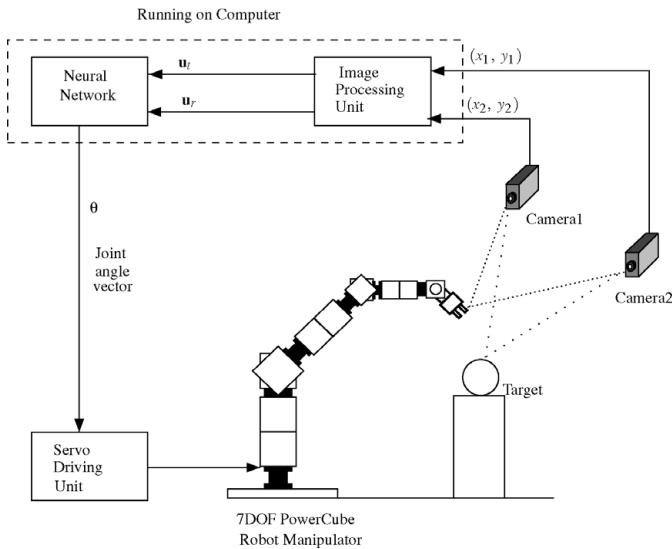 Running on Computer
Neural
Network
u_t
u_r
Image
Processing
Unit
(x_1, y_1)
(x_2, y_2)
θ
Joint
angle
vector
Camera1
Camera2
Target
Servo
Driving
Unit
7DOF PowerCube
Robot Manipulator